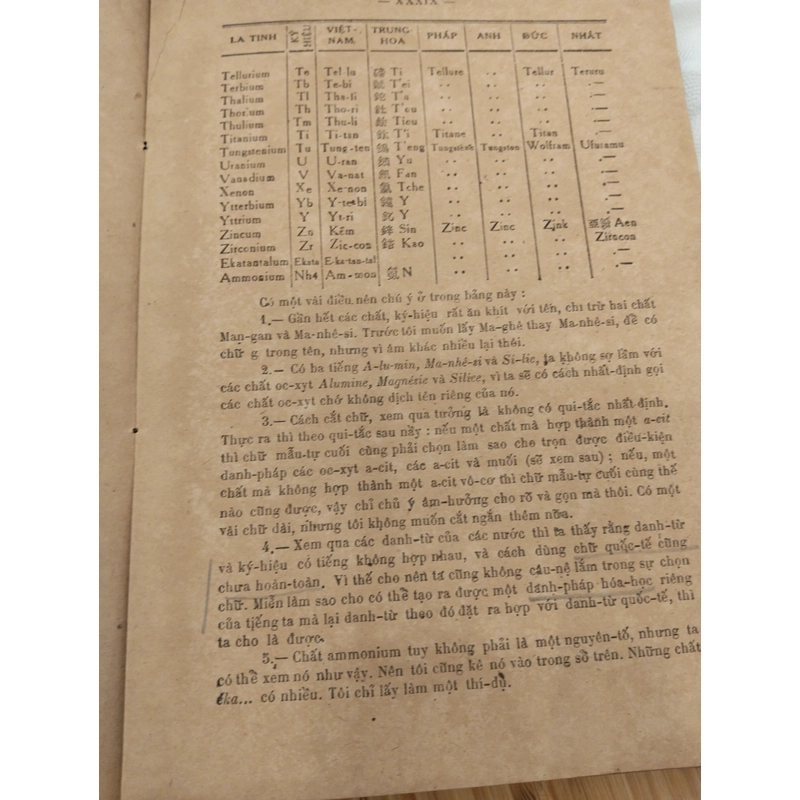 — XXXIX —
LA TINH KÝ HIỆU VIỆT-NAM TRUNG-HOA PHÁP ANH ĐỨC NHẬT
Tellurium Te Tel-lu Ti Tellure .. Tellur Teruru
Terbium Tb Te-bi T'ei .. .. .. .—
Thalium Tl Tha-li T'a .. .. .. .—
Thorium Th Tho-ri T'ou .. .. .. .—
Thulium Tm Thu-li Tieu .. .. .. .—
Titanium Ti Ti-tan T'i Titane .. Titan .—
Tungstenium Tu Tung-ten T'eng Tungstène Tungsten Wolfram Ufuramu
Uranium U U-ran Yu .. .. .. .—
Vanadium V Va-nat Fan .. .. .. .—
Xenon Xe Xe-non Tche .. .. .. .—
Ytterbium Yb Y-te-bi Y .. .. .. .—
Yttrium Y Yt-ri Y .. .. .. .—
Zincum Zn Kẽm Sin Zinc Zinc Zink 亞鉛 Aen
Zirconium Zr Zic-con Kao .. .. .. Zirocon
Ekatantalum Ekata Eka-tan-tal .. .. ..
Ammonium Nh4 Am-mon 氬 N .. .. ..
Có một vài điều nên chú ý ở trong bảng này :
1.— Gần hết các chất, ký-hiệu rất ăn khít với tên, chỉ trừ hai chất
Man-gan và Ma-nhê-si. Trước tôi muốn lấy Ma-ghê thay Ma-nhê-si, để có
chữ g trong tên, nhưng vì âm khác nhiều lại thôi.
2.— Có ba tiếng A-lu-min, Ma-nhê-si và Si-lic, ta không sợ lầm với
các chất oc-xyt Alumine, Magnésie và Silice, vì ta sẽ có cách nhất-định gọi
các chất oc-xyt chớ không dịch tên riêng của nó.
3.— Cách cắt chữ, xem qua tưởng là không có qui-tắc nhất-định.
Thực ra thì theo qui-tắc sau nầy : nếu một chất mà hợp thành một a-cit
thì chữ mẫu-tự cuối cùng phải chọn làm sao cho trọn được điều-kiện
danh-pháp các oc-xyt a-cit, các a-cit và muối (sẽ xem sau) ; nếu, một
chất mà không hợp thành một a-cit vô-cơ thì chữ mẫu-tự cuối cùng thế
nào cũng được, vậy chỉ chú ý âm-hưởng cho rõ và gọn mà thôi. Có một
vài chữ dài, nhưng tôi không muốn cắt ngắn thêm nữa.
4.— Xem qua các danh-từ của các nước thì ta thấy rằng danh-từ
và ký-hiệu có tiếng không hợp nhau, và cách dùng chữ quốc-tế cũng
chưa hoàn-toàn. Vì thế cho nên ta cũng không câu-nệ lắm trong sự chọn
chữ. Miễn làm sao cho có thể tạo ra được một danh-pháp hóa-học riêng
của tiếng ta mà lại danh-từ theo đó đặt ra hợp với danh-từ quốc-tế, thì
ta cho là được.
5.— Chất ammonium tuy không phải là một nguyên-tố, nhưng ta
có thể xem nó như vậy. Nên tôi cũng kê nó vào trong sổ trên. Những chất
éka... có nhiều. Tôi chỉ lấy làm một thí-dụ.